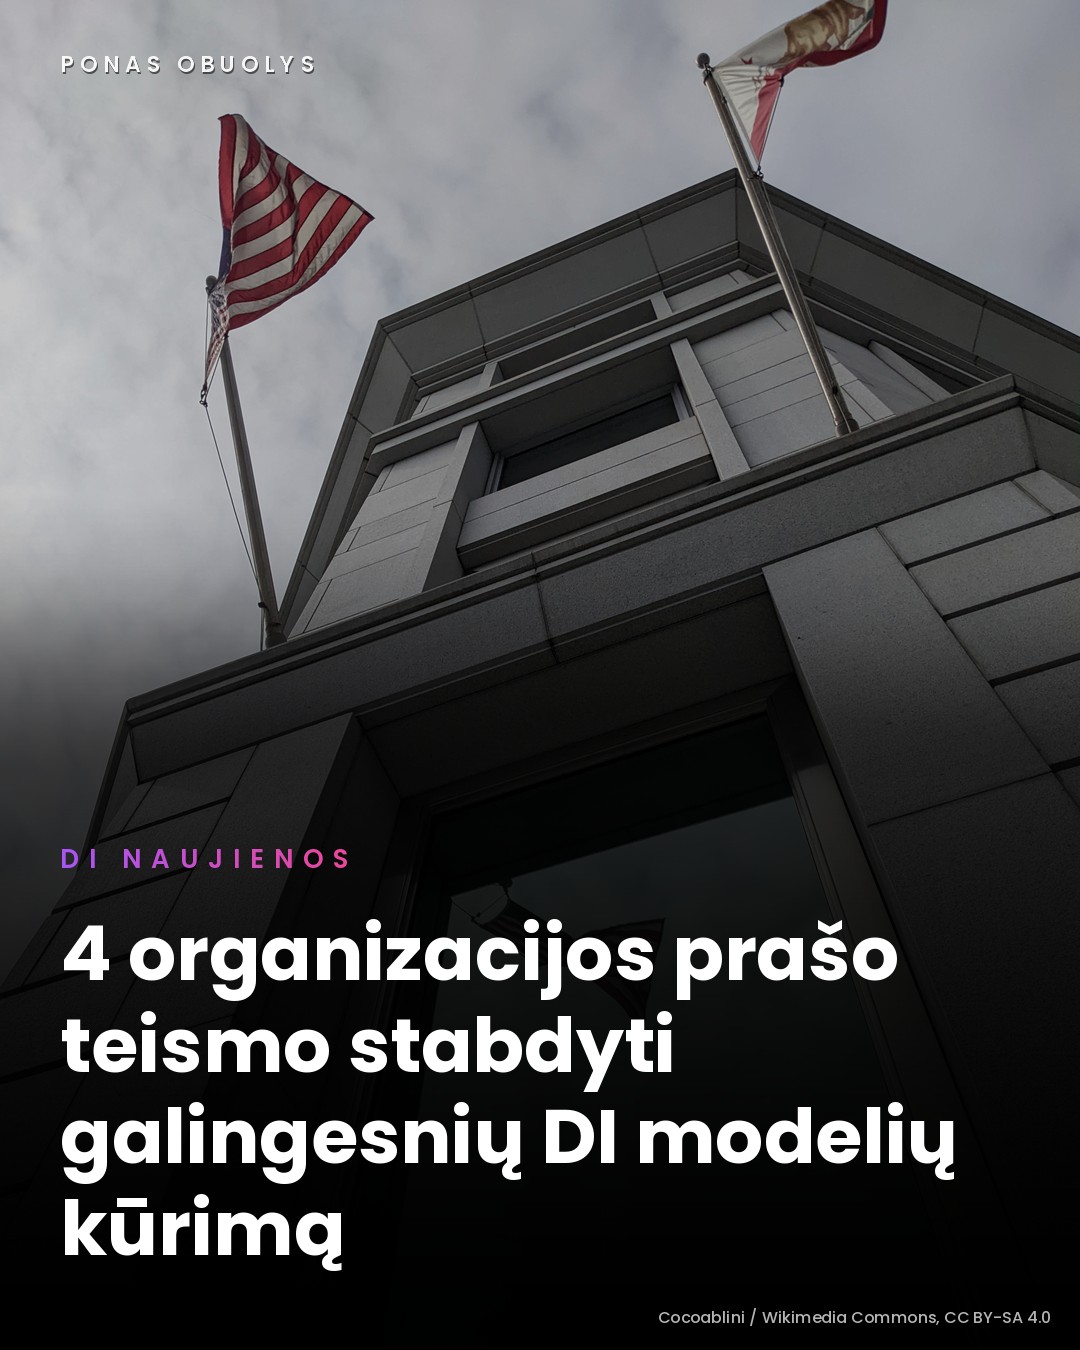 PONAS OBUOLYS
DI NAUJIENOS
4 organizacijos prašo
teismo stabdyti
galingesnių DI modelių
kūrimą
Cocoablini / Wikimedia Commons, CC BY-SA 4.0